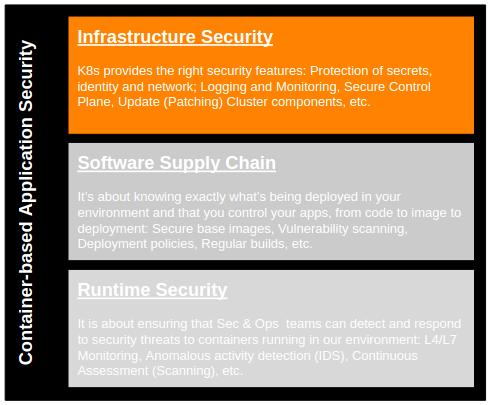 Container-based Application Security
Infrastructure Security
K8s provides the right security features: Protection of secrets,
identity and network; Logging and Monitoring, Secure Control
Plane, Update (Patching) Cluster components, etc.
Software Supply Chain
It's about knowing exactly what's being deployed in your
environment and that you control your apps, from code to image to
deployment: Secure base images, Vulnerability scanning,
Deployment policies, Regular builds, etc.
Runtime Security
It is about ensuring that Sec & Ops teams can detect and respond
to security threats to containers running in our environment: L4/L7
Monitoring, Anomalous activity detection (IDS), Continuous
Assessment (Scanning), etc.